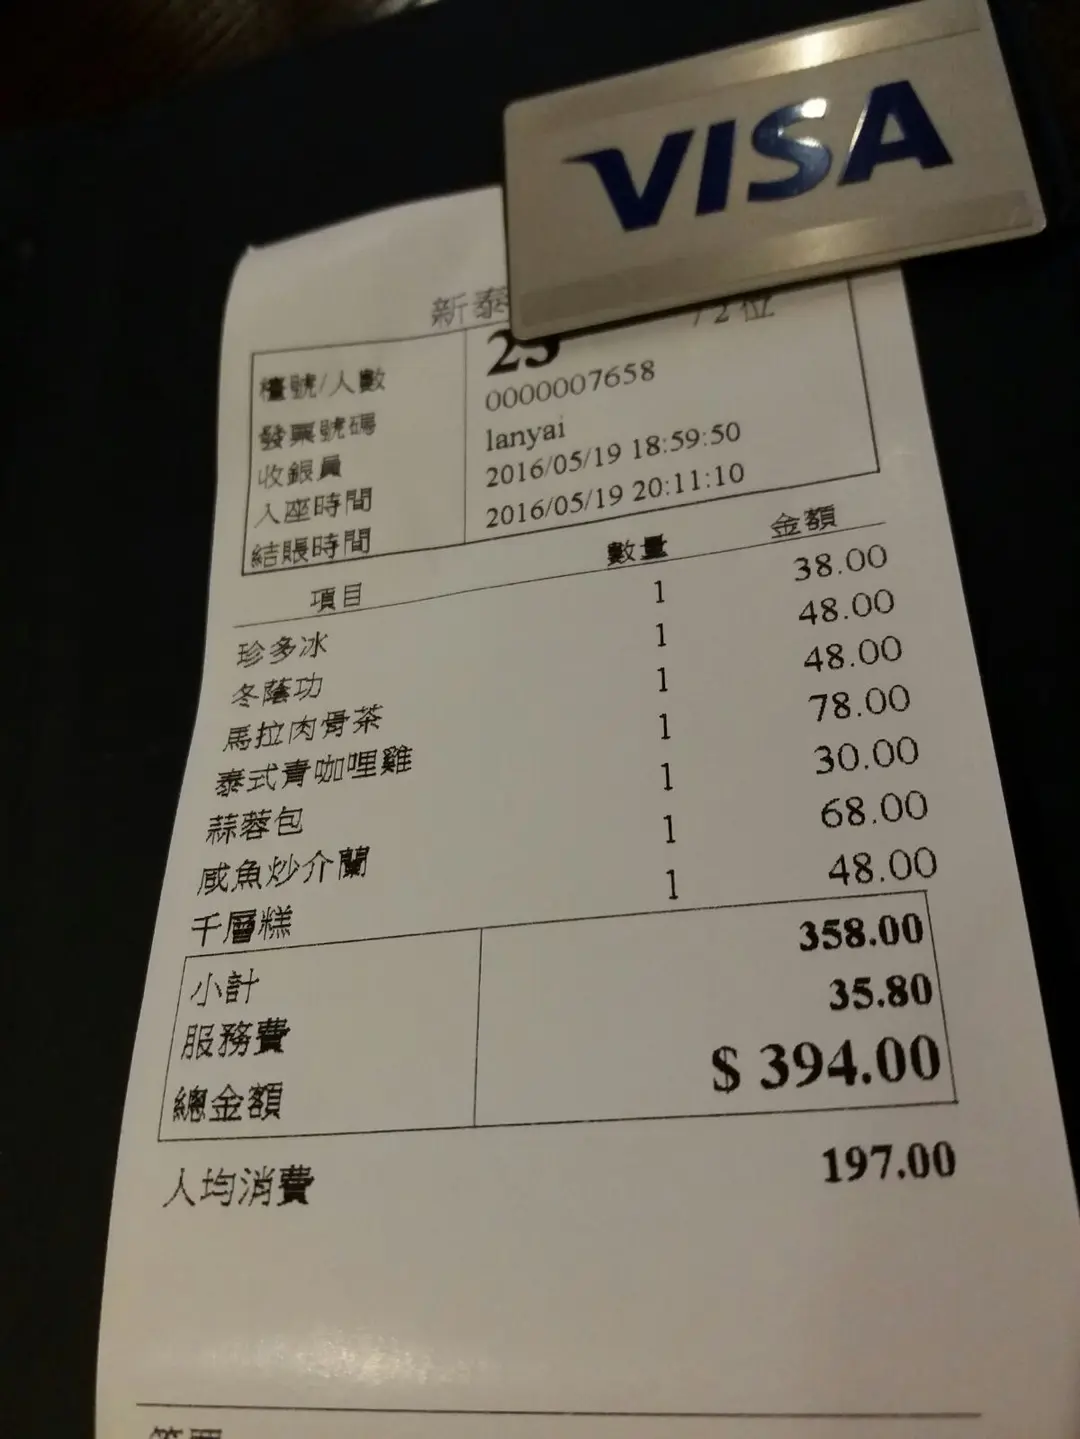 VISA
新泰
檯號/人數 25 /2位
發票號碼 0000007658
收銀員 lanyai
入座時間 2016/05/19 18:59:50
結賬時間 2016/05/19 20:11:10
項目 數量 金額
珍多冰 1 38.00
冬蔭功 1 48.00
馬拉肉骨茶 1 48.00
泰式青咖哩雞 1 78.00
蒜蓉包 1 30.00
咸魚炒介蘭 1 68.00
千層糕 1 48.00
小計 358.00
服務費 35.80
總金額 $ 394.00
人均消費 197.00